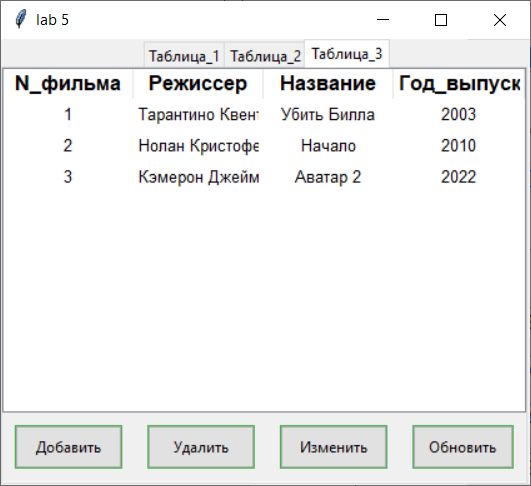 lab 5
Таблица_1 Таблица_2 Таблица_3
N_фильма Режиссер Название Год_выпуск
1 Тарантино Квент Убить Билла 2003
2 Нолан Кристофе Начало 2010
3 Кэмерон Джейм Аватар 2 2022
Добавить Удалить Изменить Обновить